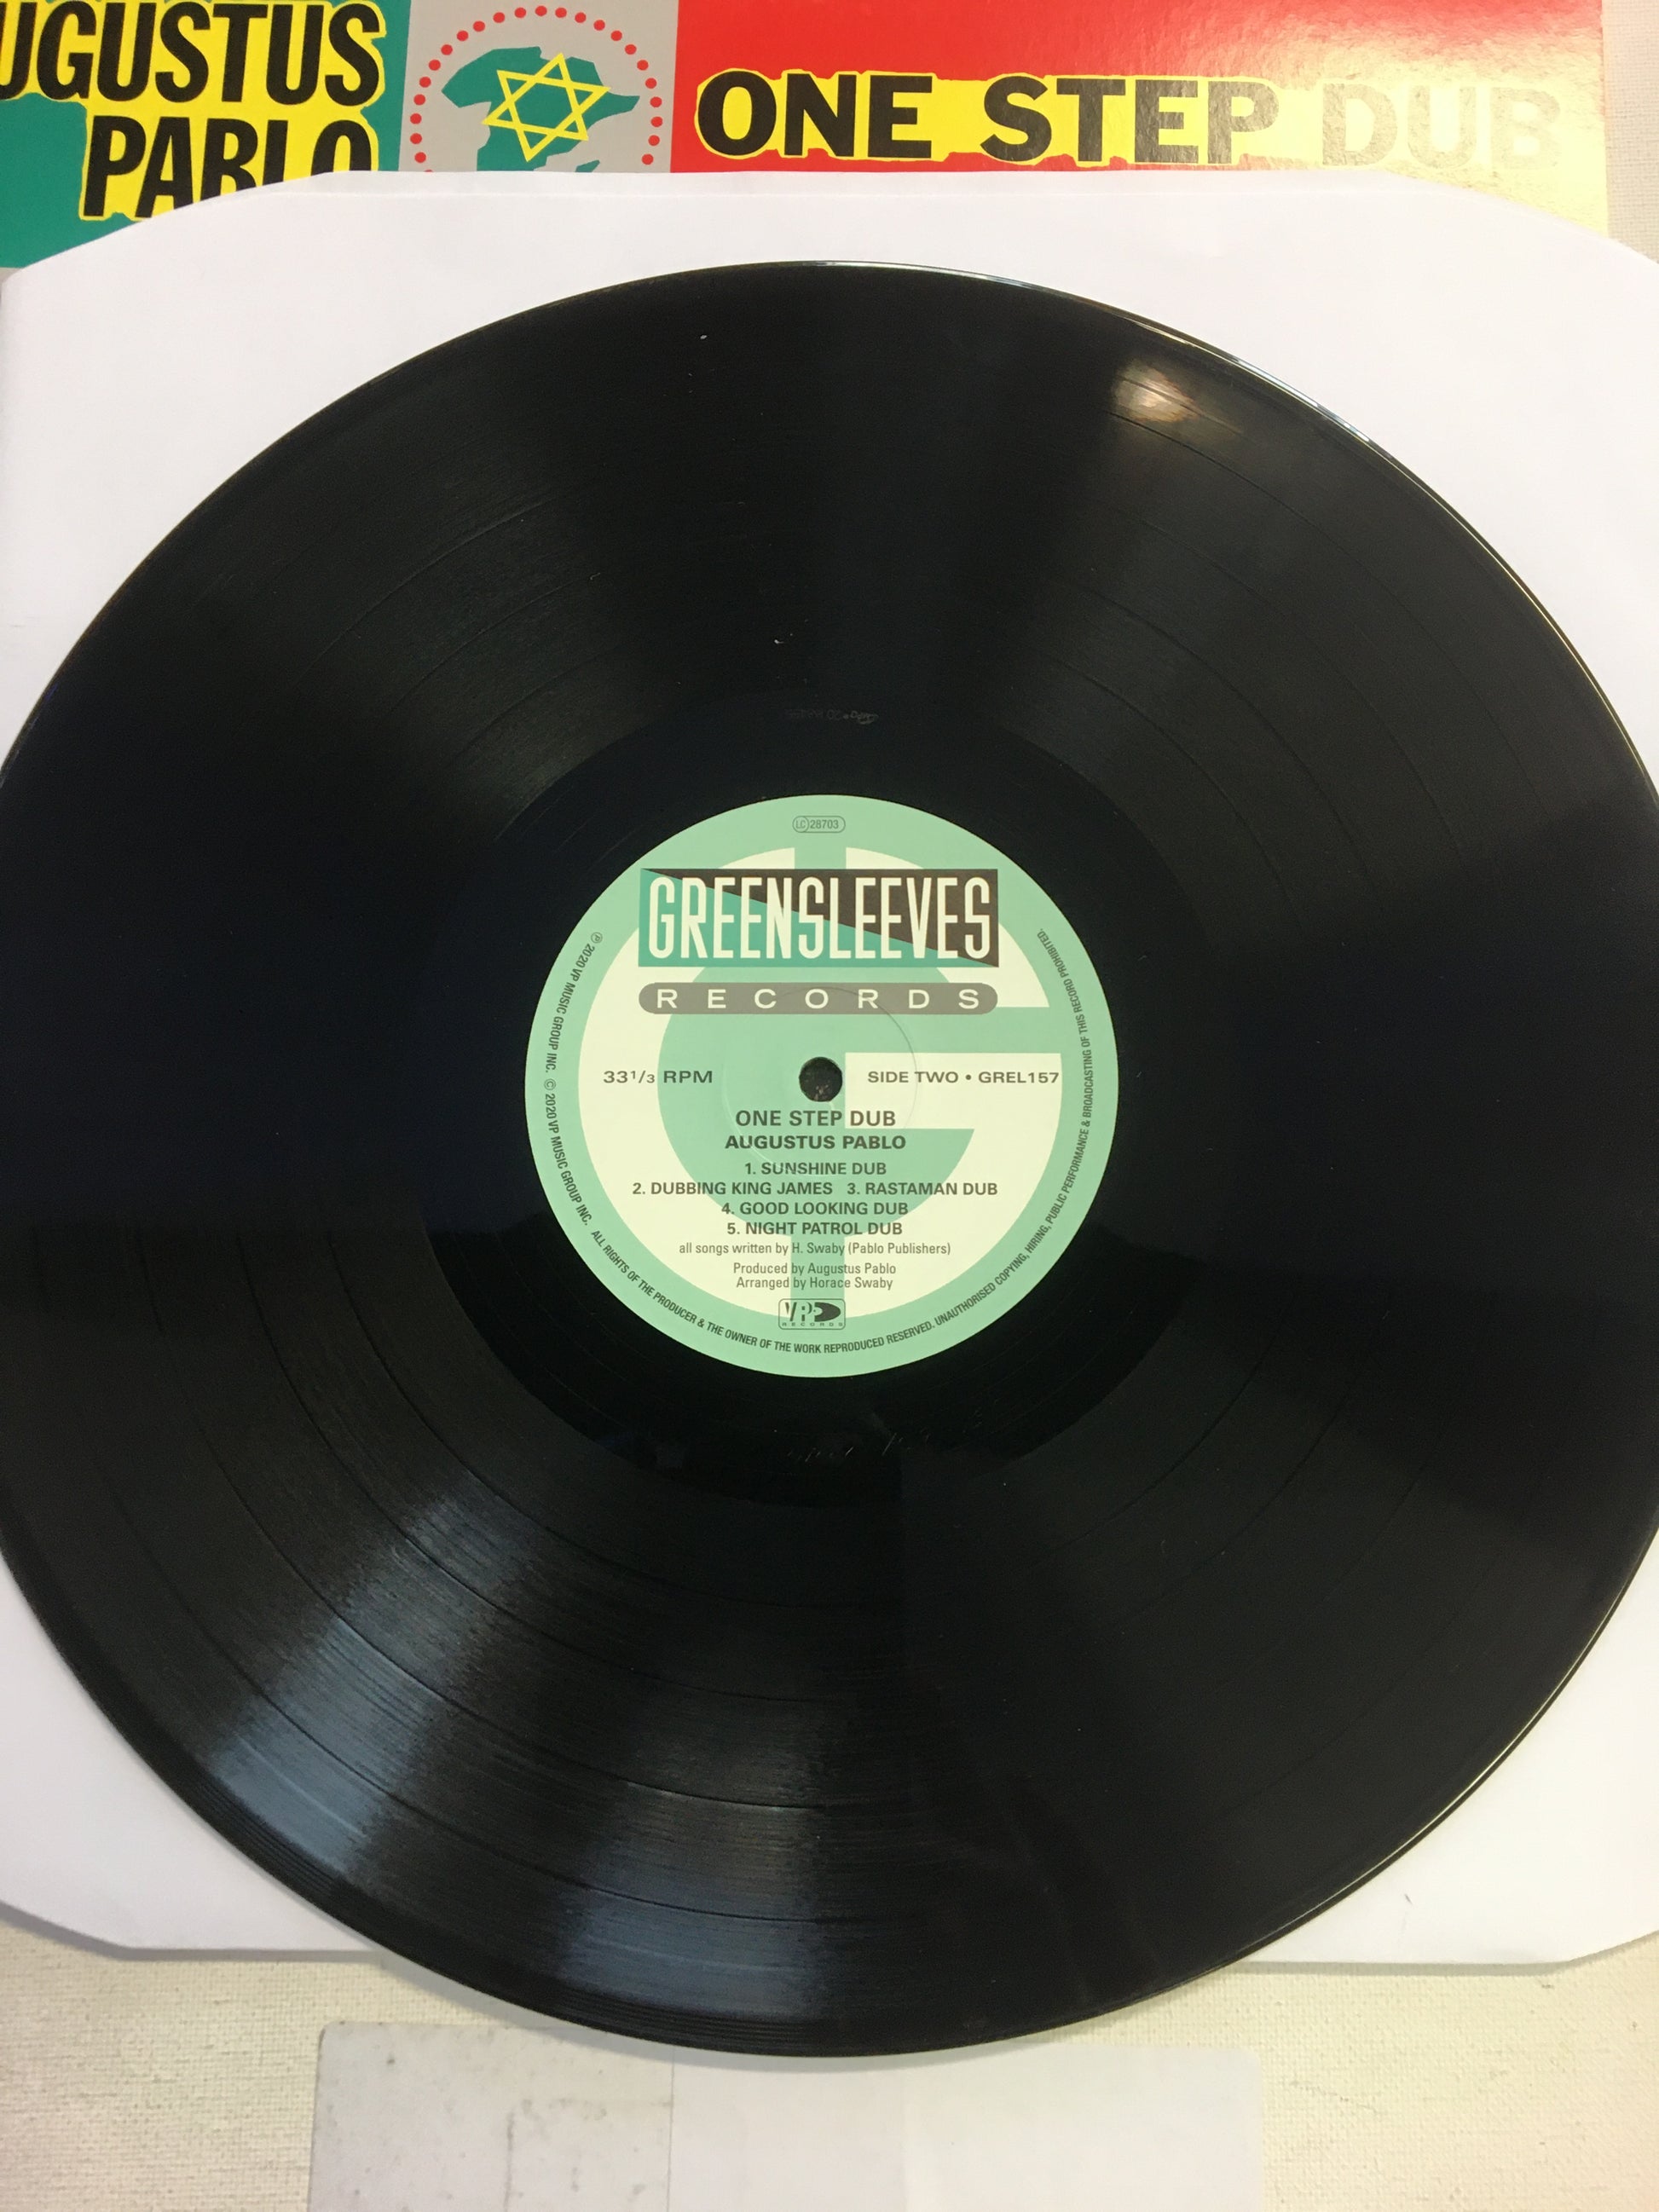 UGUSTUS
PABLO
ONE STEP DUB
LC 28703
GREENSLEEVES
RECORDS
33 1/3 RPM
SIDE TWO • GREL157
ONE STEP DUB
AUGUSTUS PABLO
1. SUNSHINE DUB
2. DUBBING KING JAMES 3. RASTAMAN DUB
4. GOOD LOOKING DUB
5. NIGHT PATROL DUB
all songs written by H. Swaby (Pablo Publishers)
Produced by Augustus Pablo
Arranged by Horace Swaby
VP RECORDS
℗ 2020 VP MUSIC GROUP INC. © 2020 VP MUSIC GROUP INC. ALL RIGHTS OF THE PRODUCER & THE OWNER OF THE WORK REPRODUCED RESERVED. UNAUTHORISED COPYING, HIRING, PUBLIC PERFORMANCE & BROADCASTING OF THIS RECORD PROHIBITED.